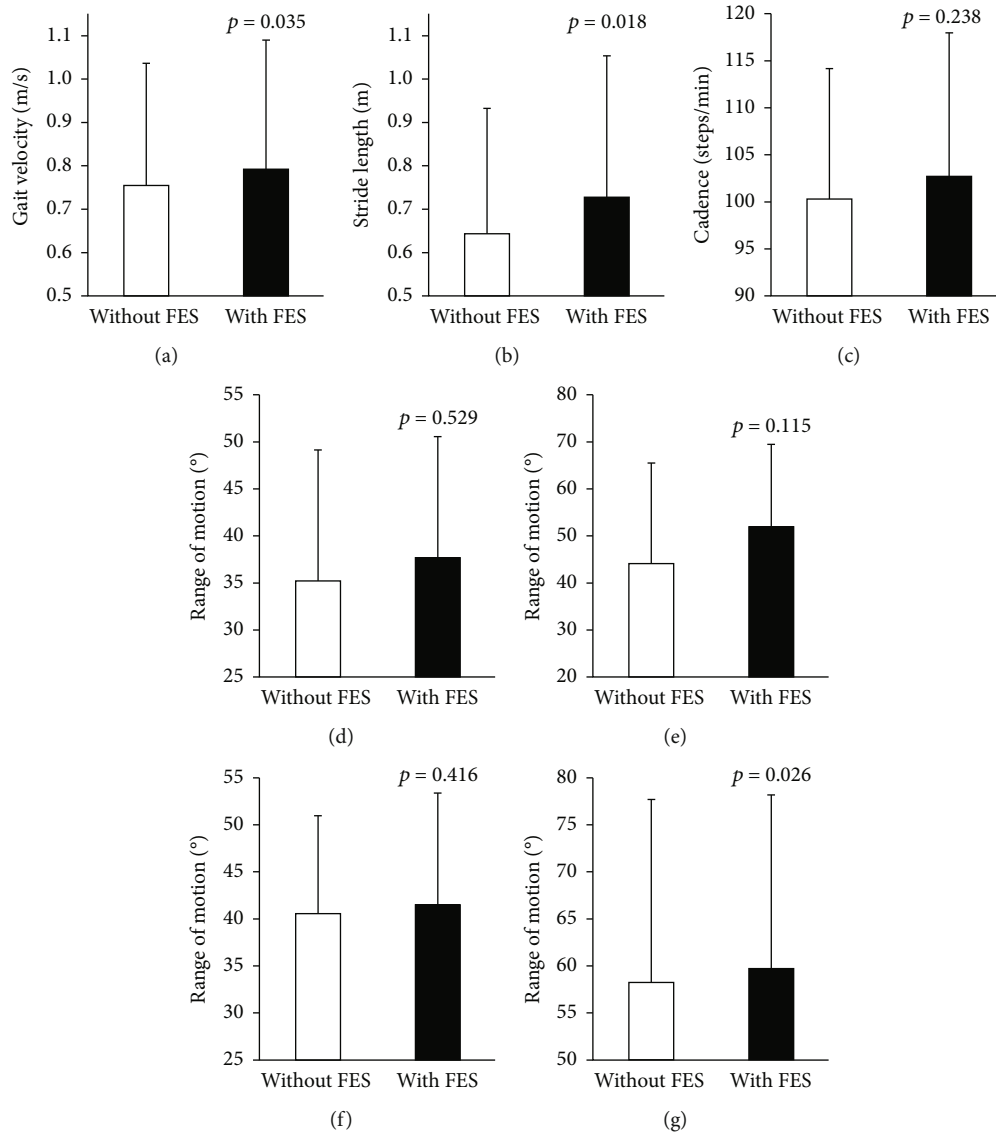 p = 0.035
Gait velocity (m/s)
1.1
1.0
0.9
0.8
0.7
0.6
0.5
Without FES With FES
(a)
p = 0.018
Stride length (m)
1.1
1.0
0.9
0.8
0.7
0.6
0.5
Without FES With FES
(b)
p = 0.238
Cadence (steps/min)
120
115
110
105
100
95
90
Without FES With FES
(c)
p = 0.529
Range of motion (°)
55
50
45
40
35
30
25
Without FES With FES
(d)
p = 0.115
Range of motion (°)
80
70
60
50
40
30
20
Without FES With FES
(e)
p = 0.416
Range of motion (°)
55
50
45
40
35
30
25
Without FES With FES
(f)
p = 0.026
Range of motion (°)
80
75
70
65
60
55
50
Without FES With FES
(g)